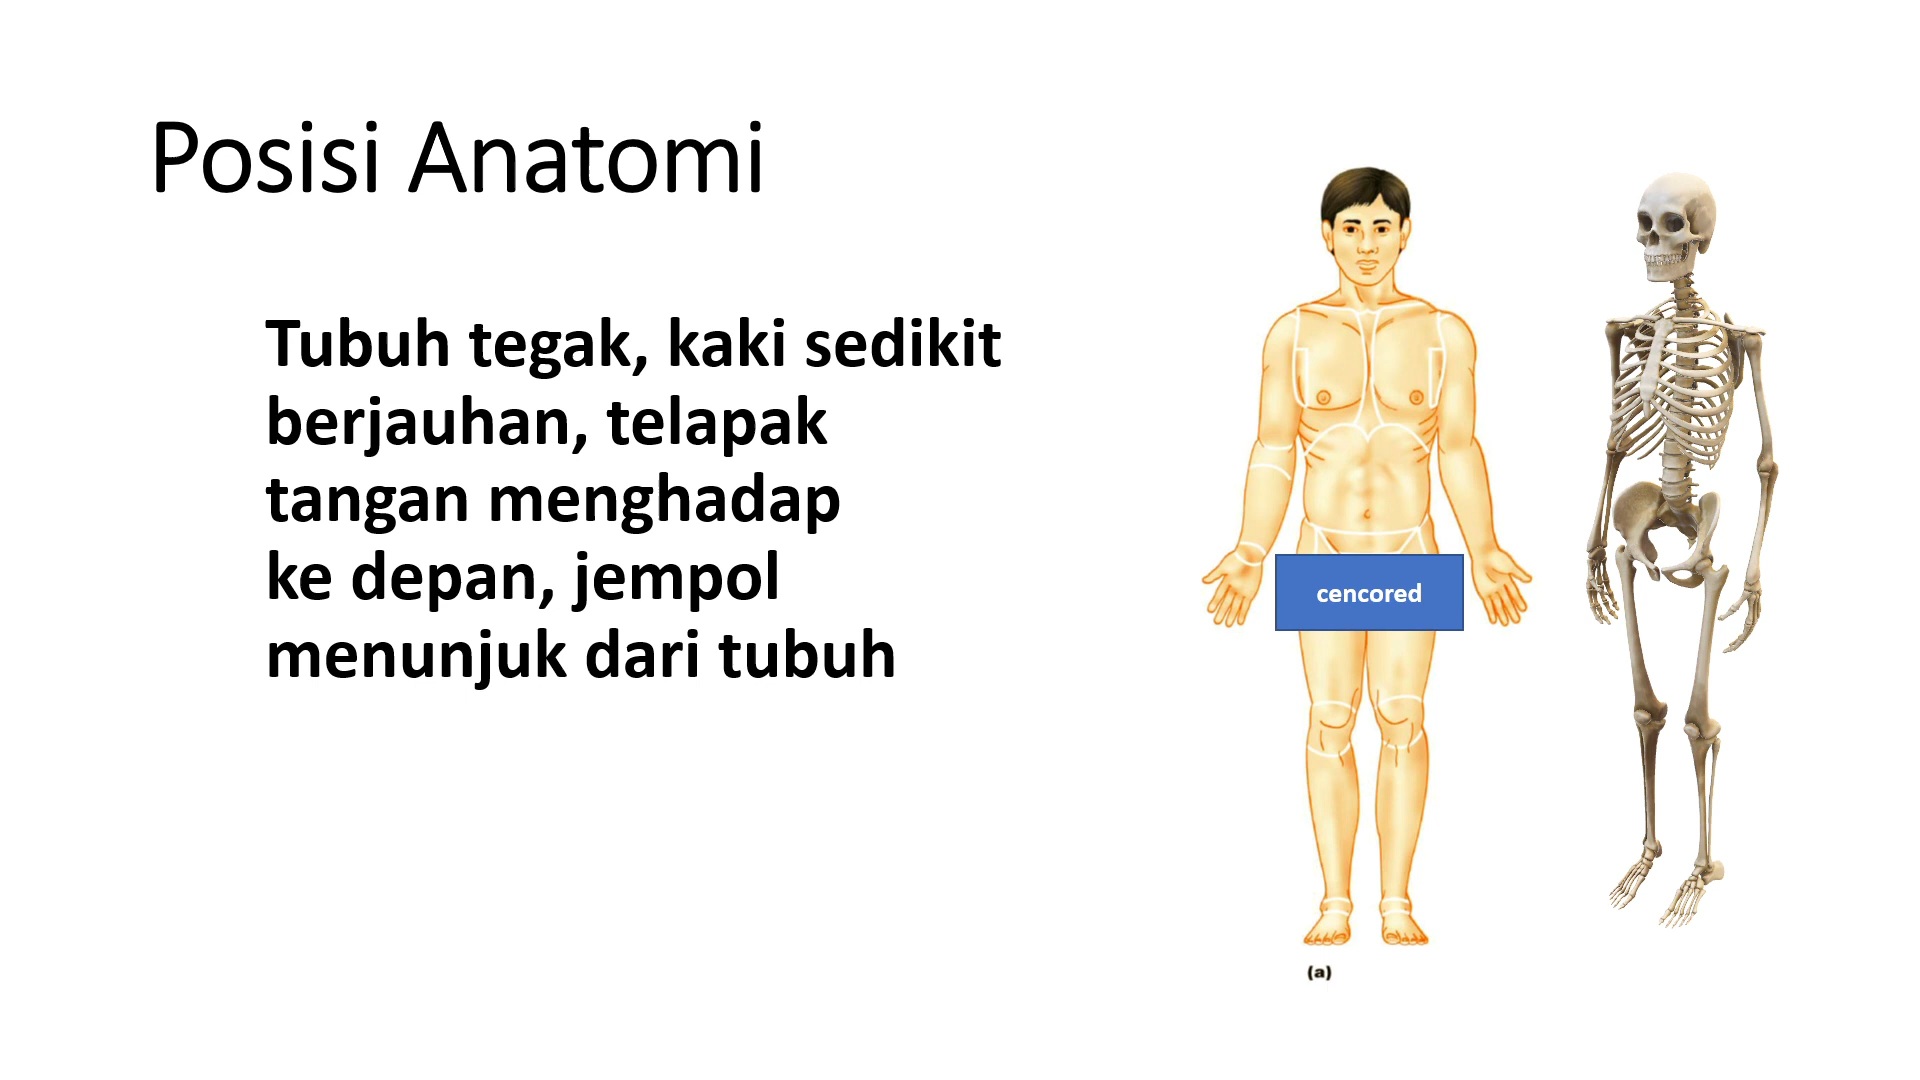 Posisi Anatomi
Tubuh tegak, kaki sedikit
berjauhan, telapak
tangan menghadap
ke depan, jempol
menunjuk dari tubuh
cencored
(a)